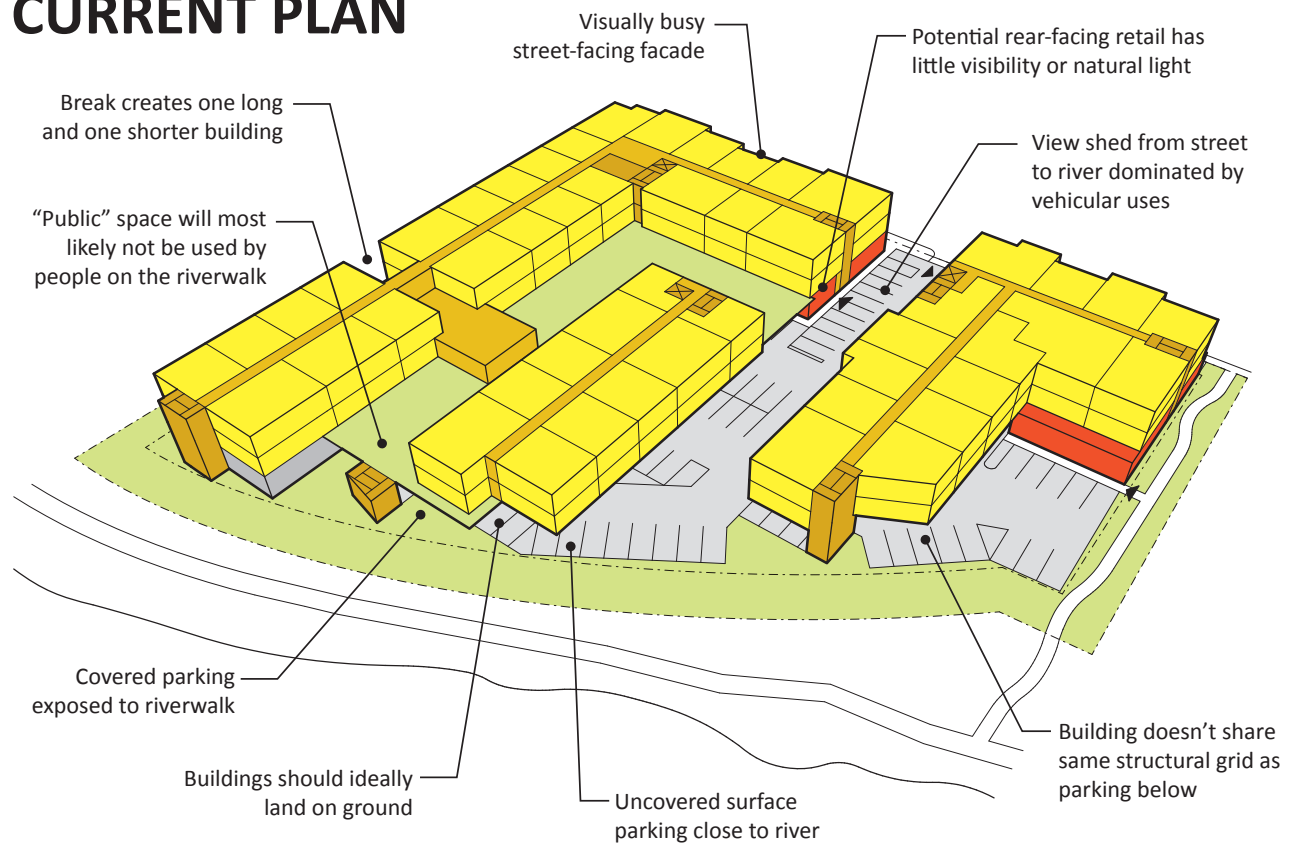 CURRENT PLAN
Visually busy
street-facing facade
Potential rear-facing retail has
little visibility or natural light
Break creates one long
and one shorter building
View shed from street
to river dominated by
vehicular uses
“Public” space will most
likely not be used by
people on the riverwalk
Covered parking
exposed to riverwalk
Buildings should ideally
land on ground
Uncovered surface
parking close to river
Building doesn’t share
same structural grid as
parking below